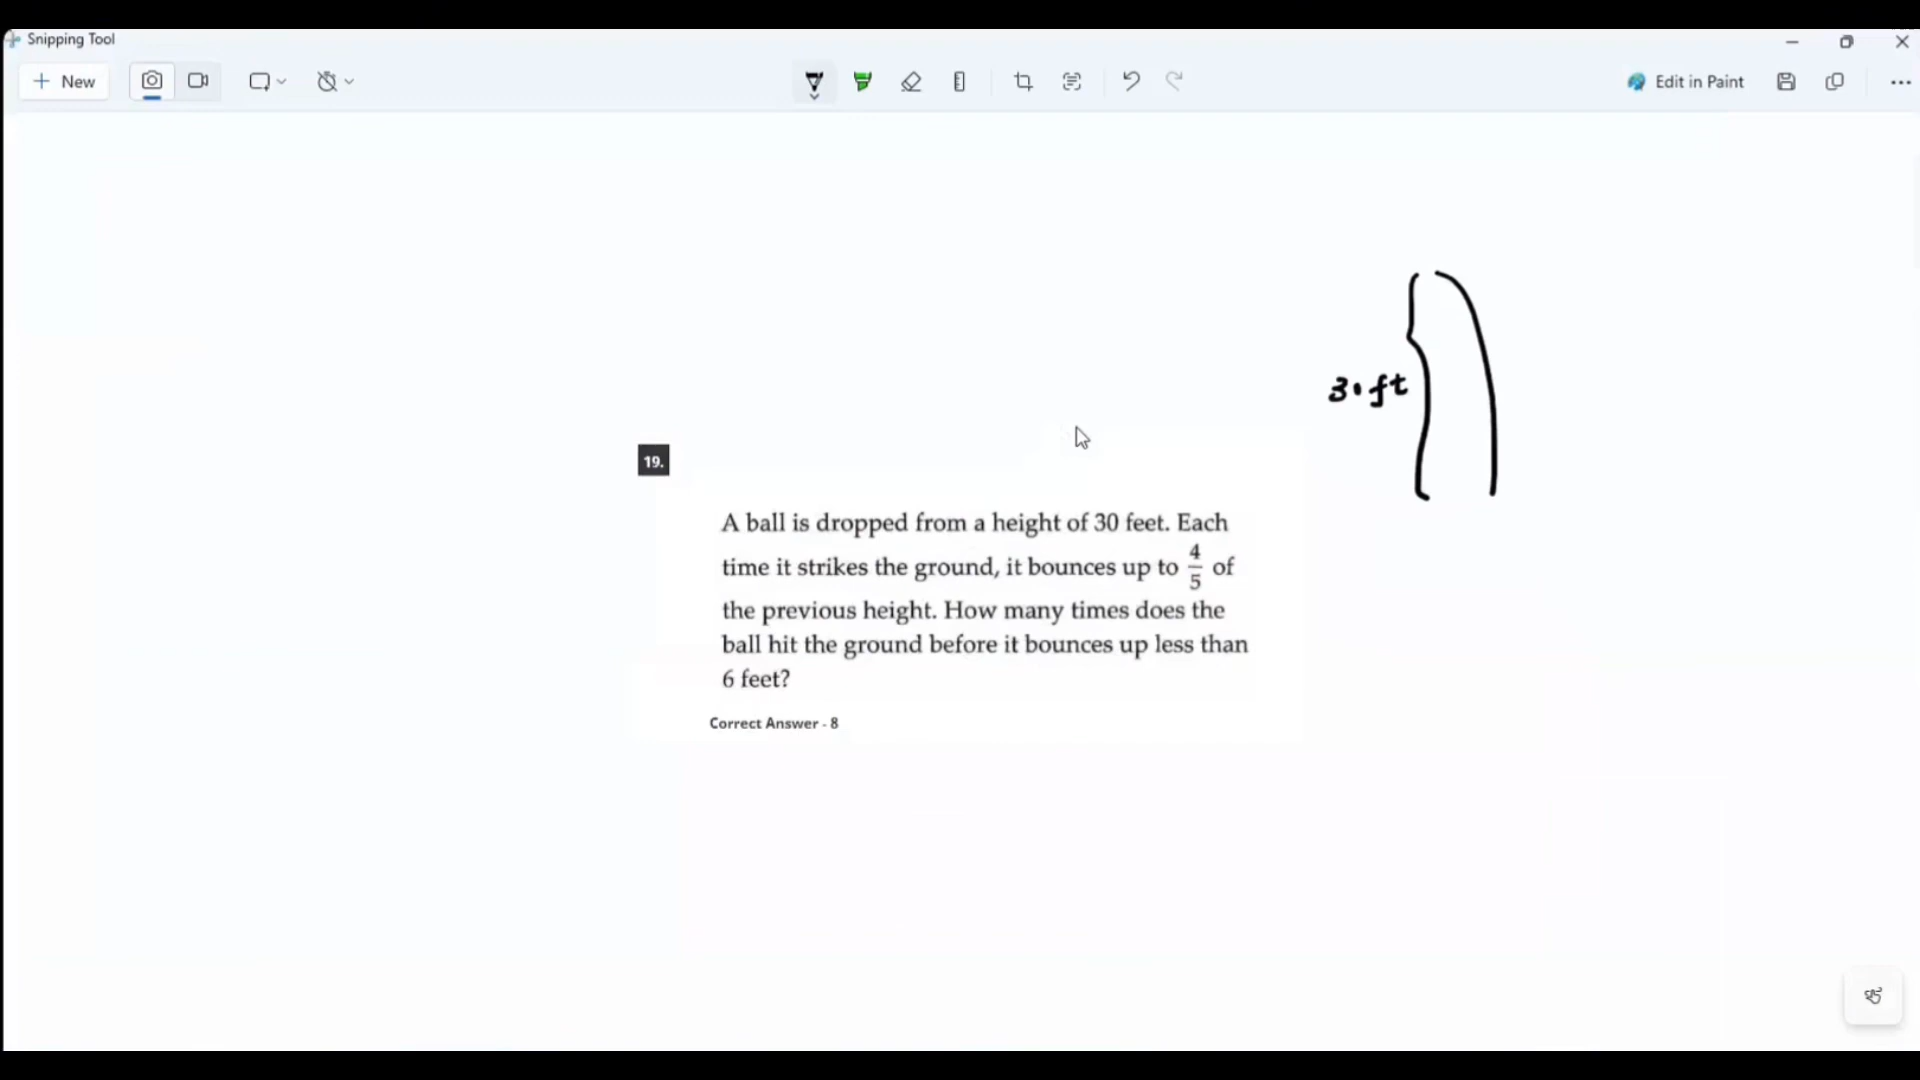 Snipping Tool
New
Edit in Paint
30ft
19.
A ball is dropped from a height of 30 feet. Each
time it strikes the ground, it bounces up to 4/5 of
the previous height. How many times does the
ball hit the ground before it bounces up less than
6 feet?
Correct Answer - 8